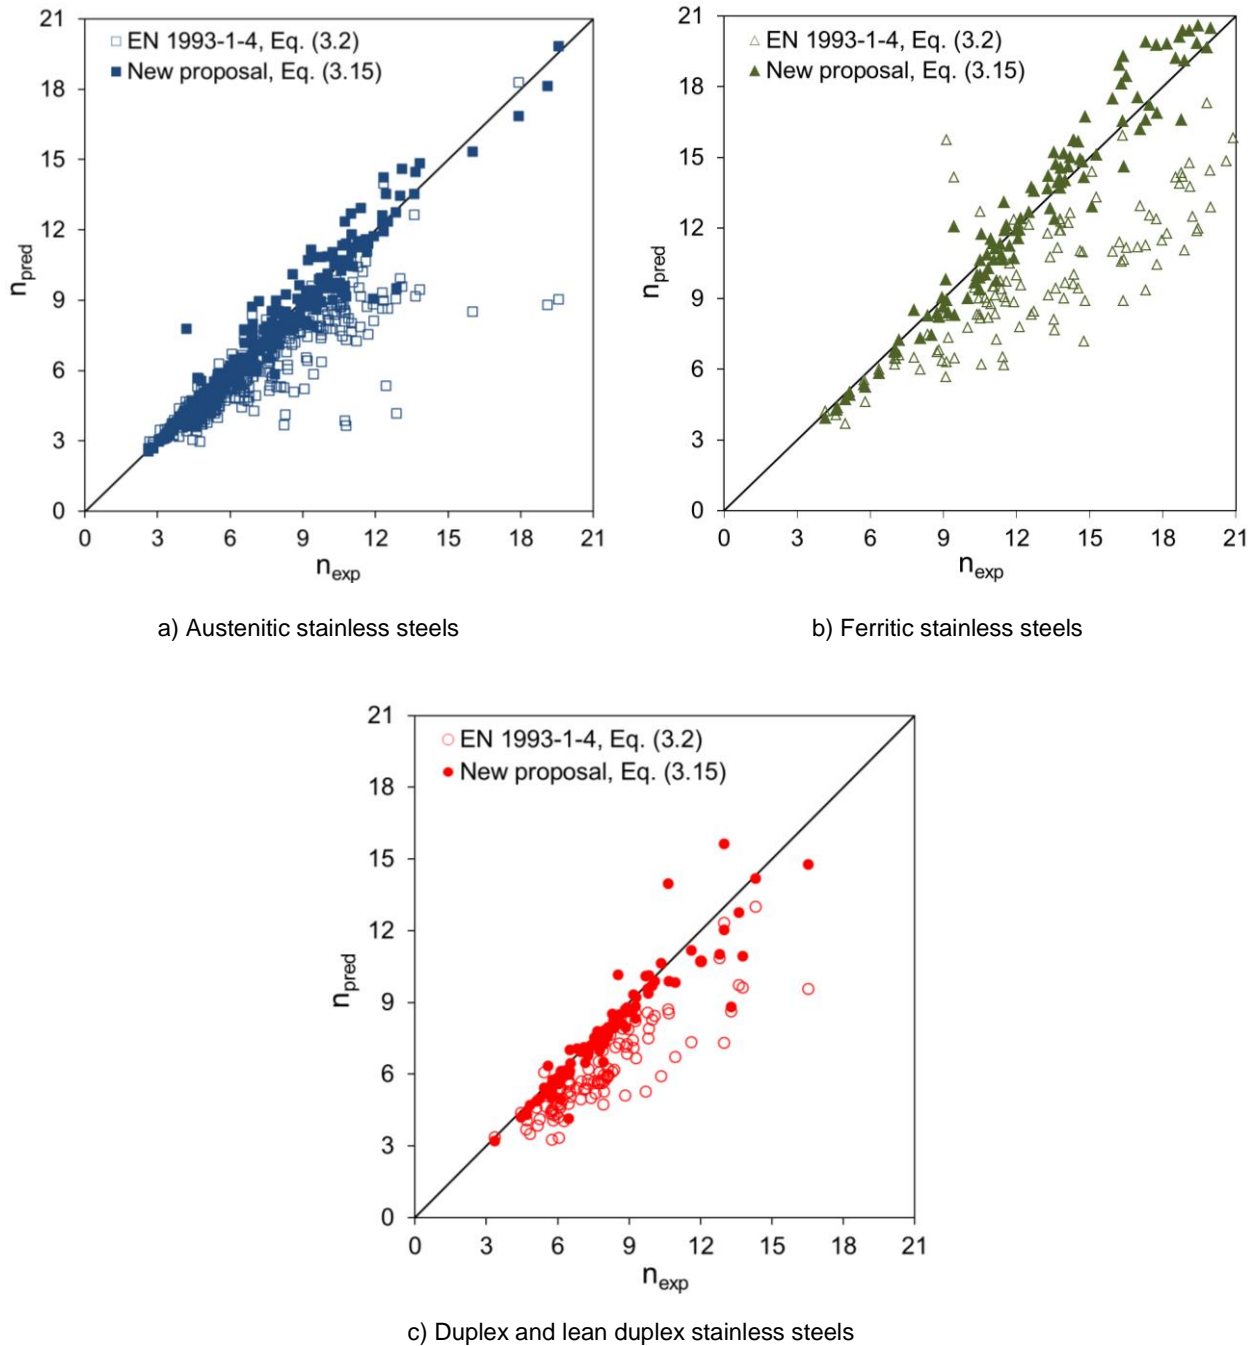 21
18
15
12
9
6
3
0
n_pred
EN 1993-1-4, Eq. (3.2)
New proposal, Eq. (3.15)
0 3 6 9 12 15 18 21
n_exp
a) Austenitic stainless steels
21
18
15
12
9
6
3
0
n_pred
EN 1993-1-4, Eq. (3.2)
New proposal, Eq. (3.15)
0 3 6 9 12 15 18 21
n_exp
b) Ferritic stainless steels
21
18
15
12
9
6
3
0
n_pred
EN 1993-1-4, Eq. (3.2)
New proposal, Eq. (3.15)
0 3 6 9 12 15 18 21
n_exp
c) Duplex and lean duplex stainless steels